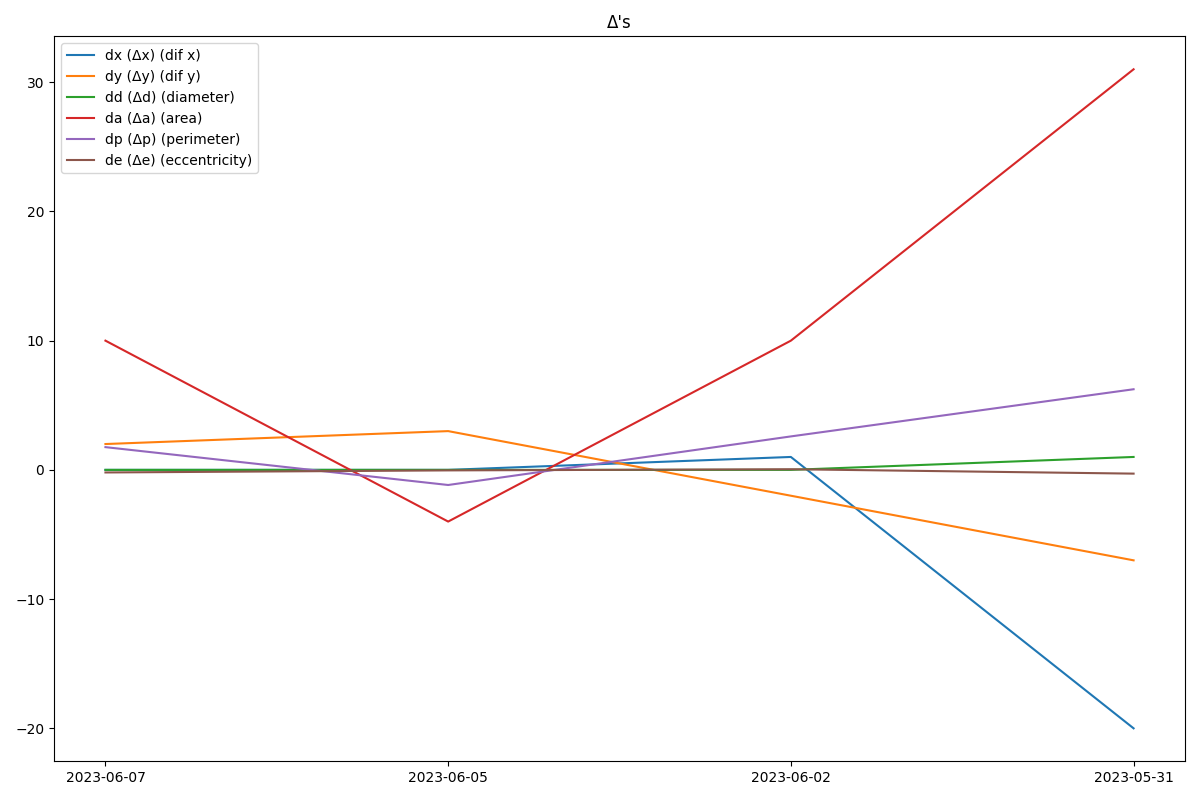 Δ's
dx (Δx) (dif x)
dy (Δy) (dif y)
dd (Δd) (diameter)
da (Δa) (area)
dp (Δp) (perimeter)
de (Δe) (eccentricity)
30
20
10
0
−10
−20
2023-06-07 2023-06-05 2023-06-02 2023-05-31